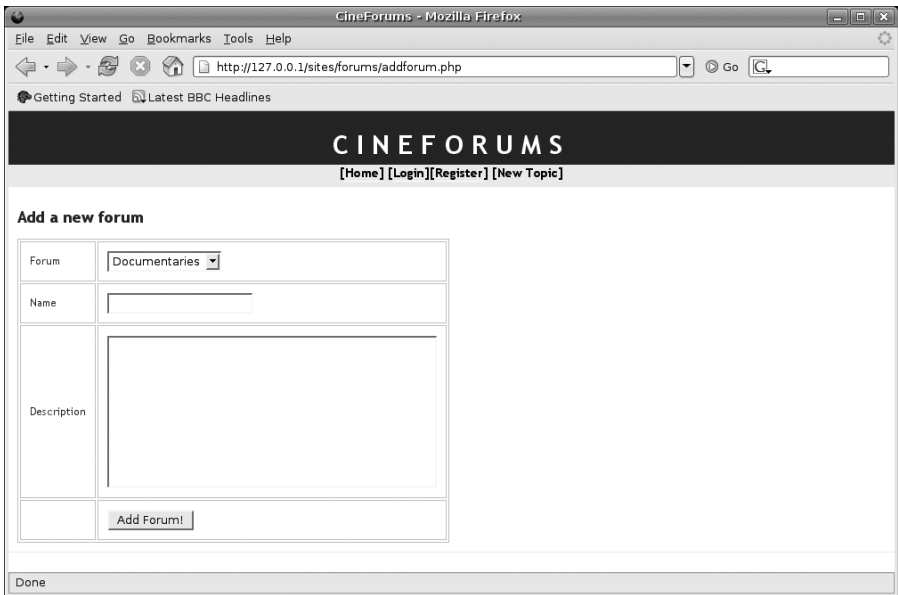 CineForums - Mozilla Firefox
File Edit View Go Bookmarks Tools Help
http://127.0.0.1/sites/forums/addforum.php Go G
Getting Started Latest BBC Headlines
CINEFORUMS
[Home] [Login][Register] [New Topic]
Add a new forum
Forum Documentaries
Name
Description
Add Forum!
Done